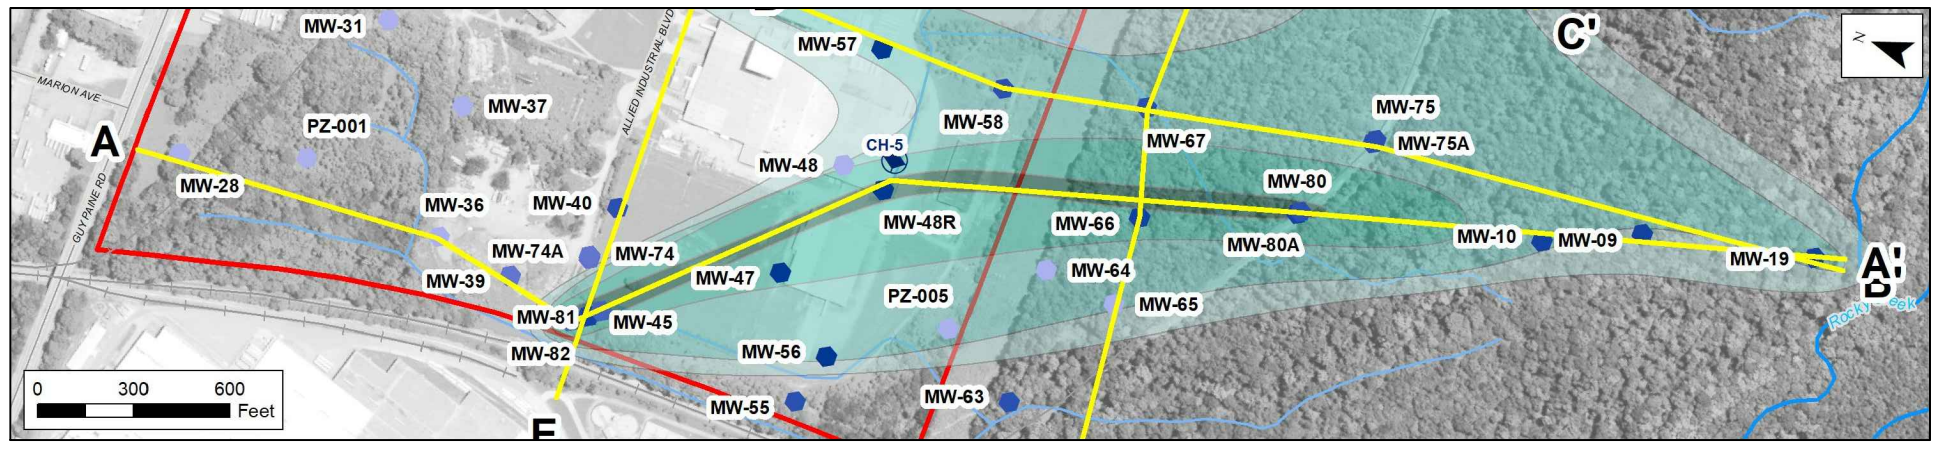 MW-31
C'
N
MW-57
ALLIED INDUSTRIAL BLVD
MARION AVE
MW-37
MW-75
PZ-001
MW-58
A
MW-67
MW-75A
CH-5
MW-48
MW-28
MW-80
MW-36
MW-40
GUY PAINE RD
MW-48R
MW-66
MW-10
MW-09
MW-80A
MW-74A
MW-74
MW-19
A'
MW-39
MW-47
MW-64
B
PZ-005
MW-65
MW-81
MW-45
Rocky Creek
MW-82
MW-56
0 300 600
Feet
MW-63
MW-55
E